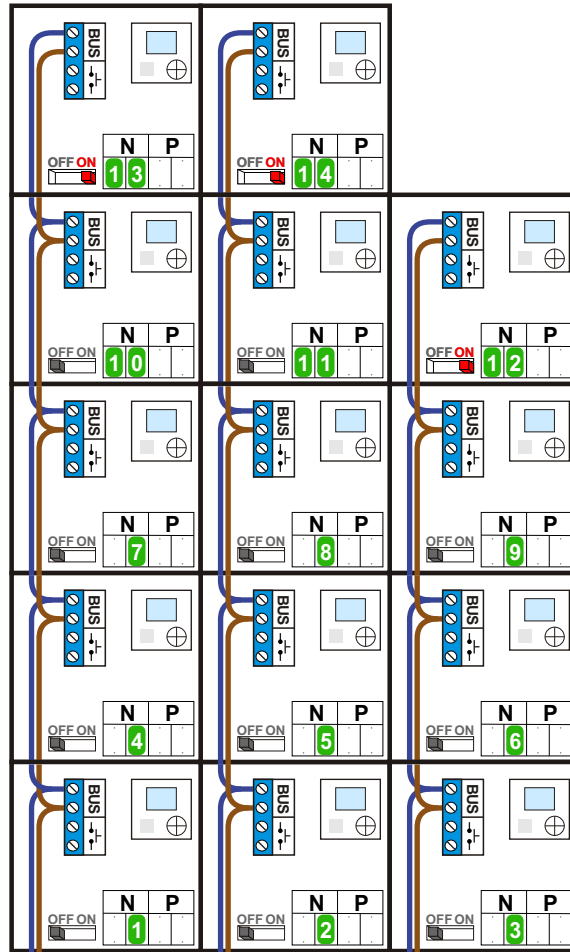 BUS BUS
N P N P
OFF ON 13 OFF ON 14
BUS BUS BUS
N P N P N P
OFF ON 10 OFF ON 11 OFF ON 12
BUS BUS BUS
N P N P N P
OFF ON 7 OFF ON 8 OFF ON 9
BUS BUS BUS
N P N P N P
OFF ON 4 OFF ON 5 OFF ON 6
BUS BUS BUS
N P N P N P
OFF ON 1 OFF ON 2 OFF ON 3